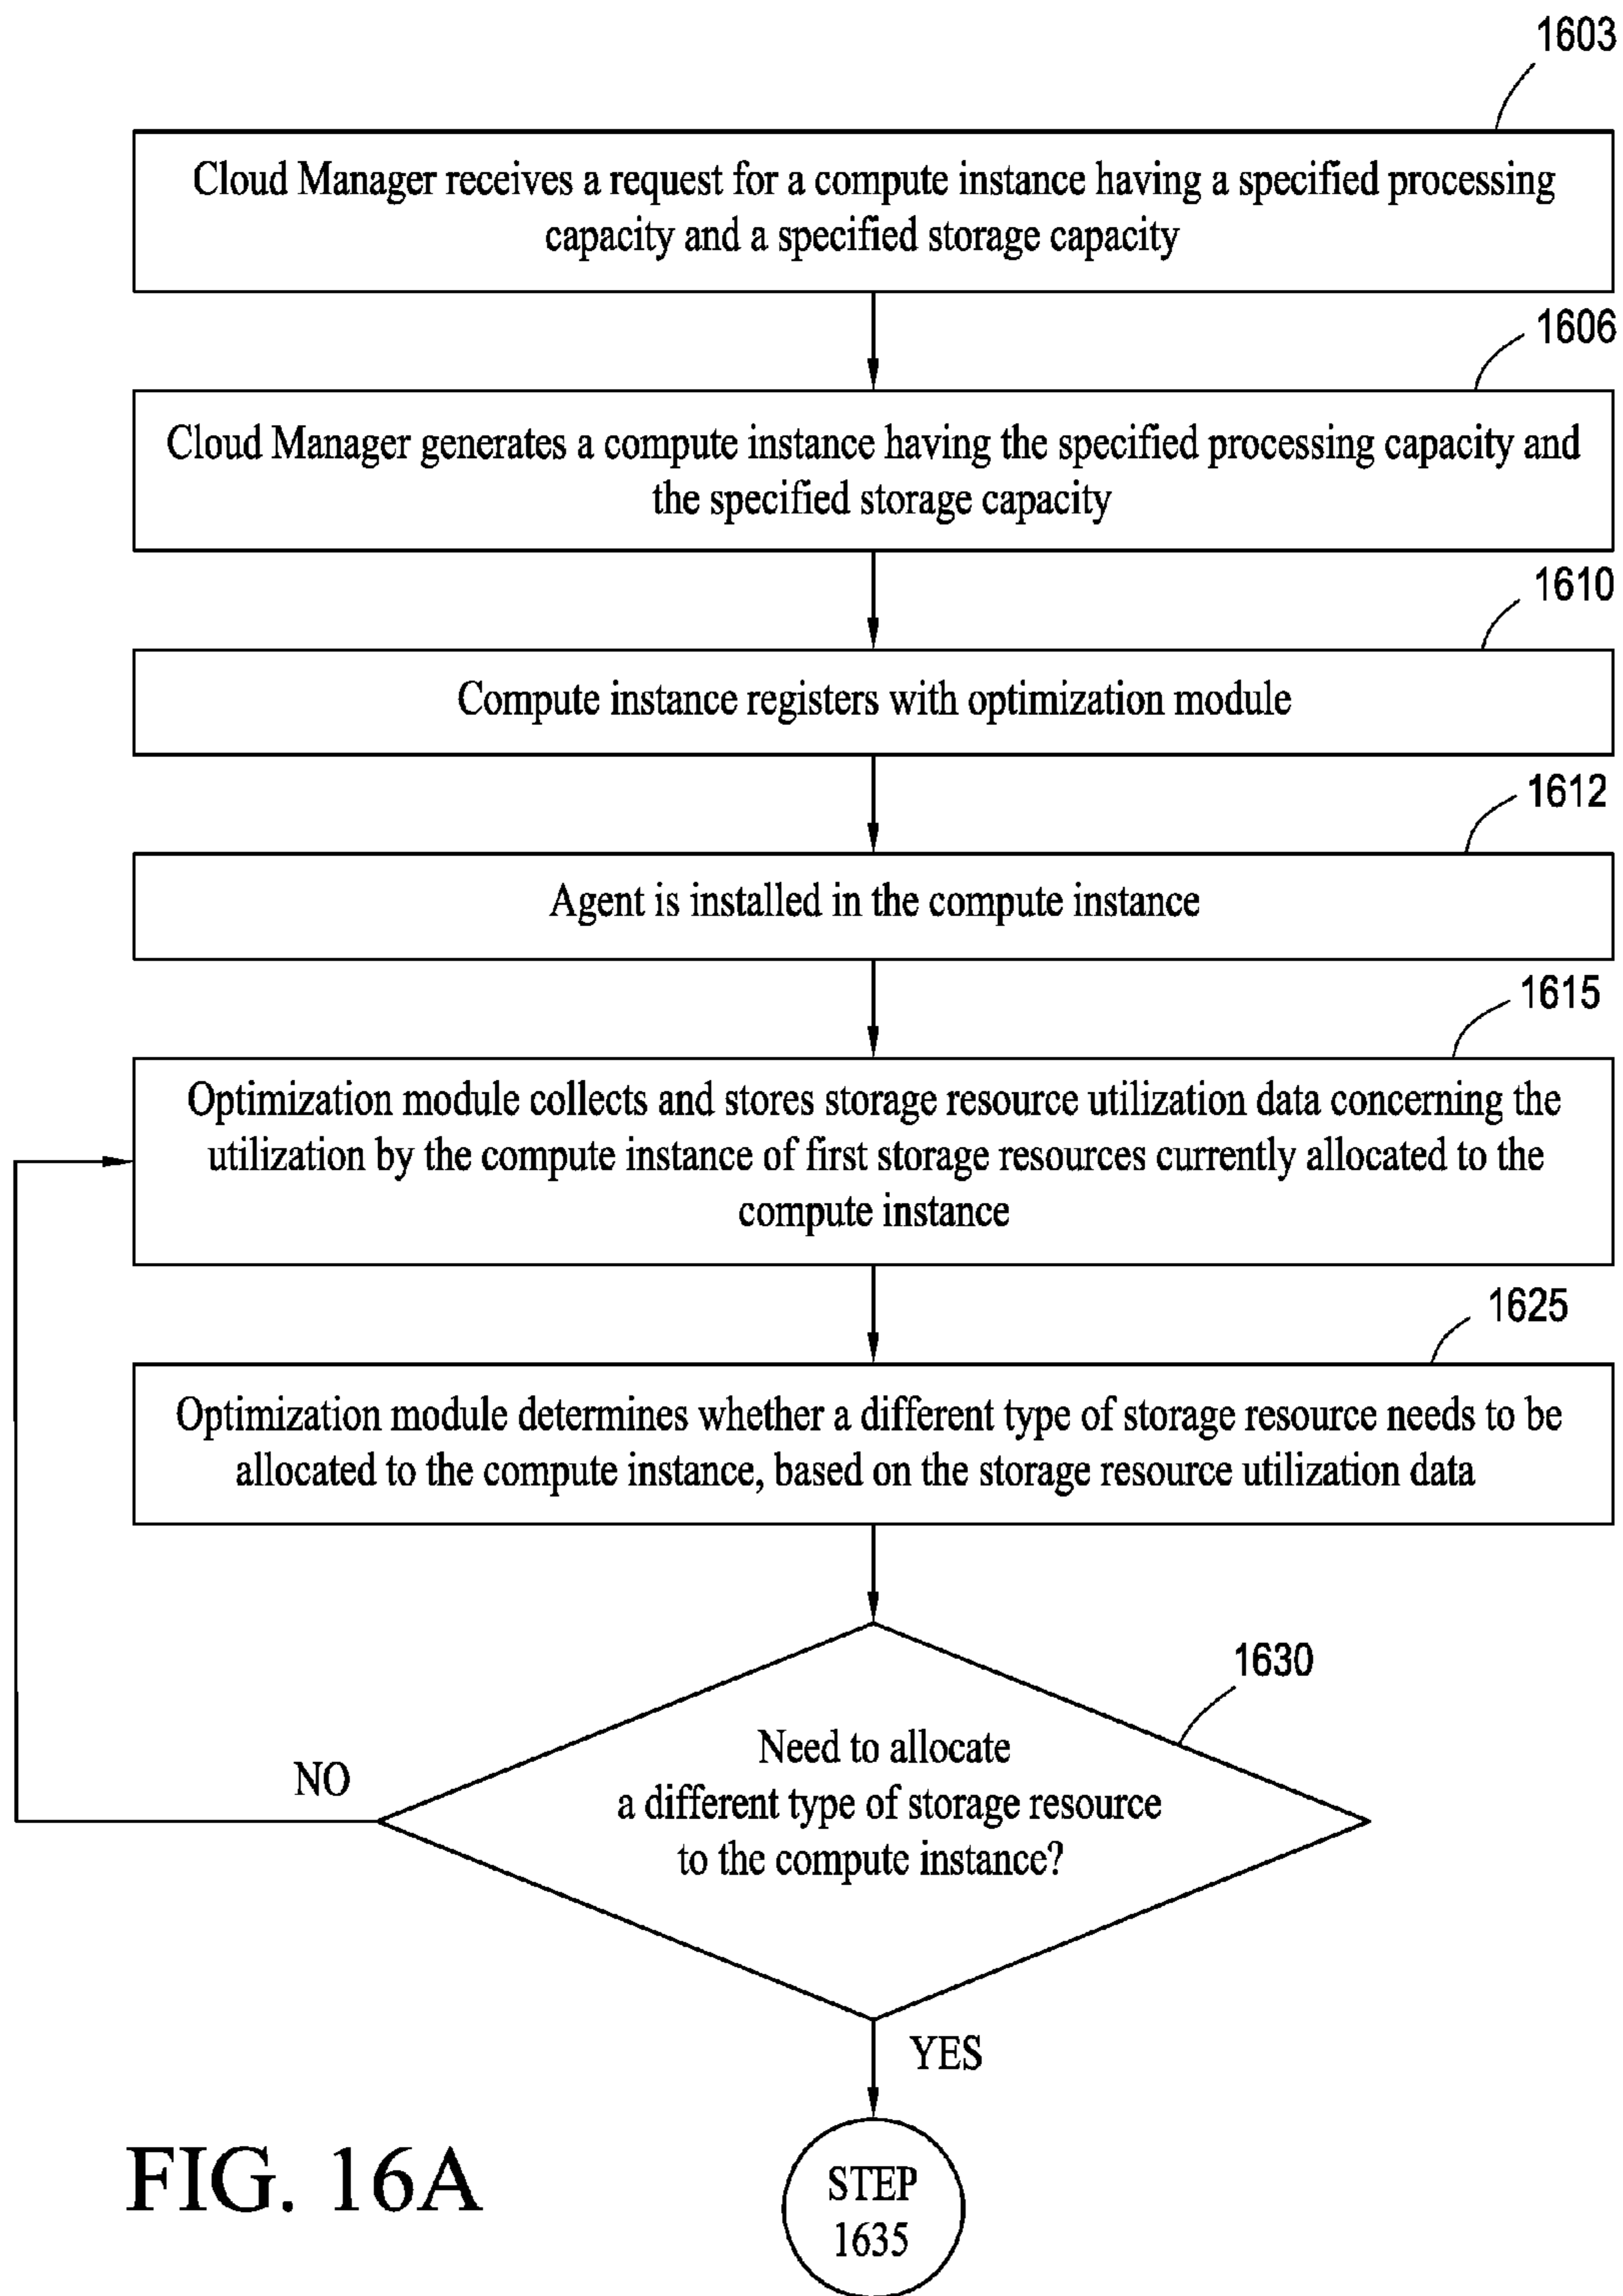 1603
Cloud Manager receives a request for a compute instance having a specified processing
capacity and a specified storage capacity
1606
Cloud Manager generates a compute instance having the specified processing capacity and
the specified storage capacity
1610
Compute instance registers with optimization module
1612
Agent is installed in the compute instance
1615
Optimization module collects and stores storage resource utilization data concerning the
utilization by the compute instance of first storage resources currently allocated to the
compute instance
1625
Optimization module determines whether a different type of storage resource needs to be
allocated to the compute instance, based on the storage resource utilization data
1630
Need to allocate
a different type of storage resource
to the compute instance?
NO
YES
STEP
1635
FIG. 16A